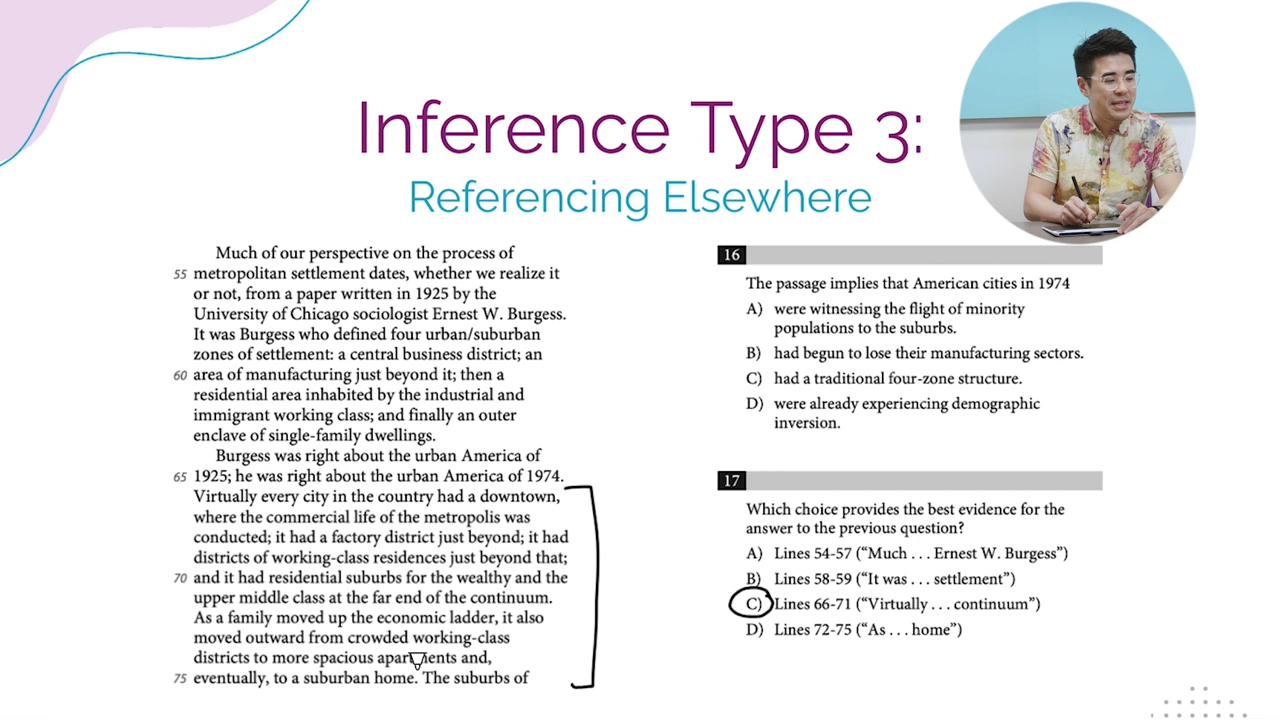 Inference Type 3:
Referencing Elsewhere
Much of our perspective on the process of
55 metropolitan settlement dates, whether we realize it
or not, from a paper written in 1925 by the
University of Chicago sociologist Ernest W. Burgess.
It was Burgess who defined four urban/suburban
zones of settlement: a central business district; an
60 area of manufacturing just beyond it; then a
residential area inhabited by the industrial and
immigrant working class; and finally an outer
enclave of single-family dwellings.
Burgess was right about the urban America of
65 1925; he was right about the urban America of 1974.
Virtually every city in the country had a downtown,
where the commercial life of the metropolis was
conducted; it had a factory district just beyond; it had
districts of working-class residences just beyond that;
70 and it had residential suburbs for the wealthy and the
upper middle class at the far end of the continuum.
As a family moved up the economic ladder, it also
moved outward from crowded working-class
districts to more spacious apartments and,
75 eventually, to a suburban home. The suburbs of
16
The passage implies that American cities in 1974
A) were witnessing the flight of minority
populations to the suburbs.
B) had begun to lose their manufacturing sectors.
C) had a traditional four-zone structure.
D) were already experiencing demographic
inversion.
17
Which choice provides the best evidence for the
answer to the previous question?
A) Lines 54-57 (“Much . . . Ernest W. Burgess”)
B) Lines 58-59 (“It was . . . settlement”)
C) Lines 66-71 (“Virtually . . . continuum”)
D) Lines 72-75 (“As . . . home”)